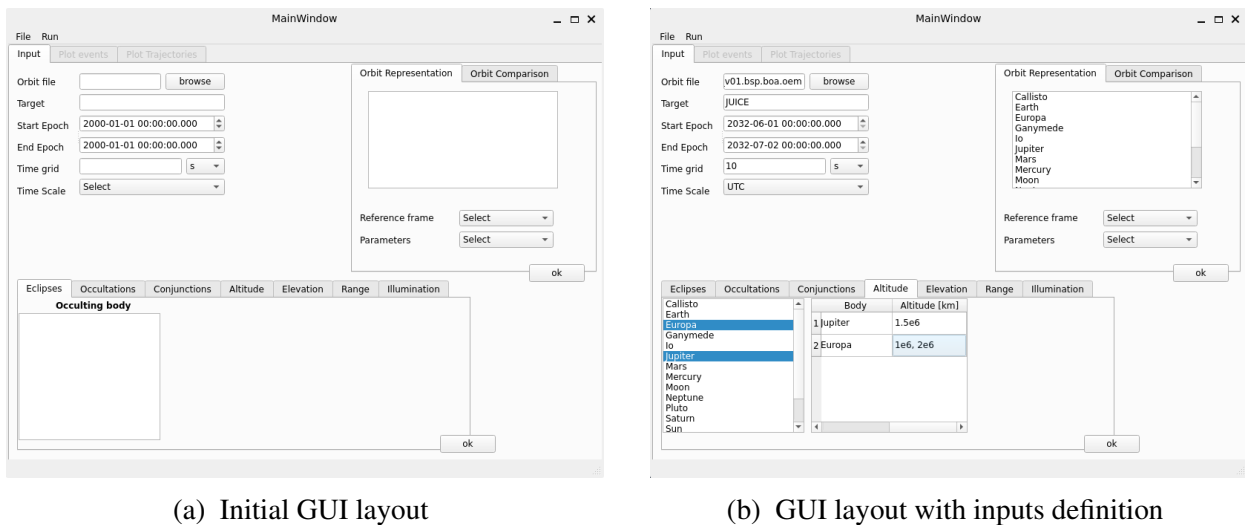 MainWindow
File Run
Input Plot events Plot Trajectories
Orbit file browse
Target
Start Epoch 2000-01-01 00:00:00.000
End Epoch 2000-01-01 00:00:00.000
Time grid s
Time Scale Select
Orbit Representation Orbit Comparison
Reference frame Select
Parameters Select
ok
Eclipses Occultations Conjunctions Altitude Elevation Range Illumination
Occulting body
ok
(a) Initial GUI layout
MainWindow
File Run
Input Plot events Plot Trajectories
Orbit file v01.bsp.boa.oem browse
Target JUICE
Start Epoch 2032-06-01 00:00:00.000
End Epoch 2032-07-02 00:00:00.000
Time grid 10 s
Time Scale UTC
Orbit Representation Orbit Comparison
Callisto
Earth
Europa
Ganymede
Io
Jupiter
Mars
Mercury
Moon
Reference frame Select
Parameters Select
ok
Eclipses Occultations Conjunctions Altitude Elevation Range Illumination
Callisto
Earth
Europa
Ganymede
Io
Jupiter
Mars
Mercury
Moon
Neptune
Pluto
Saturn
Sun
Body Altitude [km]
1 Jupiter 1.5e6
2 Europa 1e6, 2e6
ok
(b) GUI layout with inputs definition